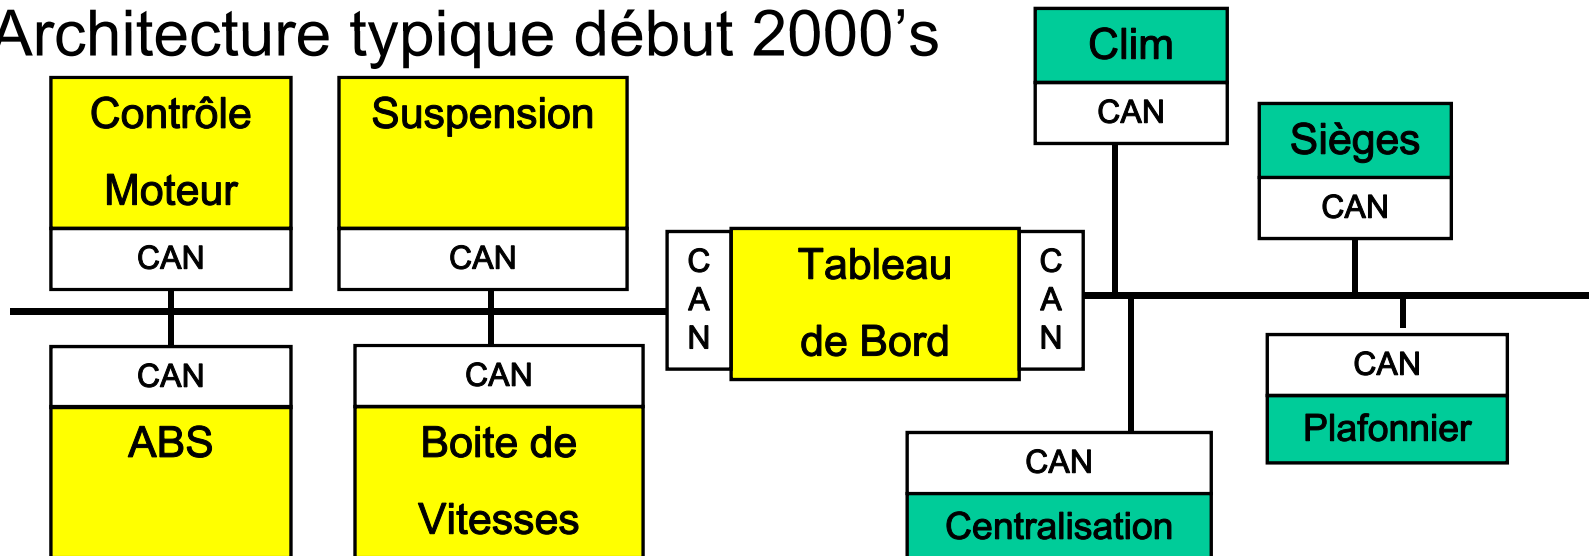 Architecture typique début 2000's
Clim
CAN
Contrôle
Moteur
CAN
Suspension
CAN
Sièges
CAN
C
A
N
Tableau
de Bord
C
A
N
CAN
ABS
CAN
Boite de
Vitesses
CAN
Plafonnier
CAN
Centralisation